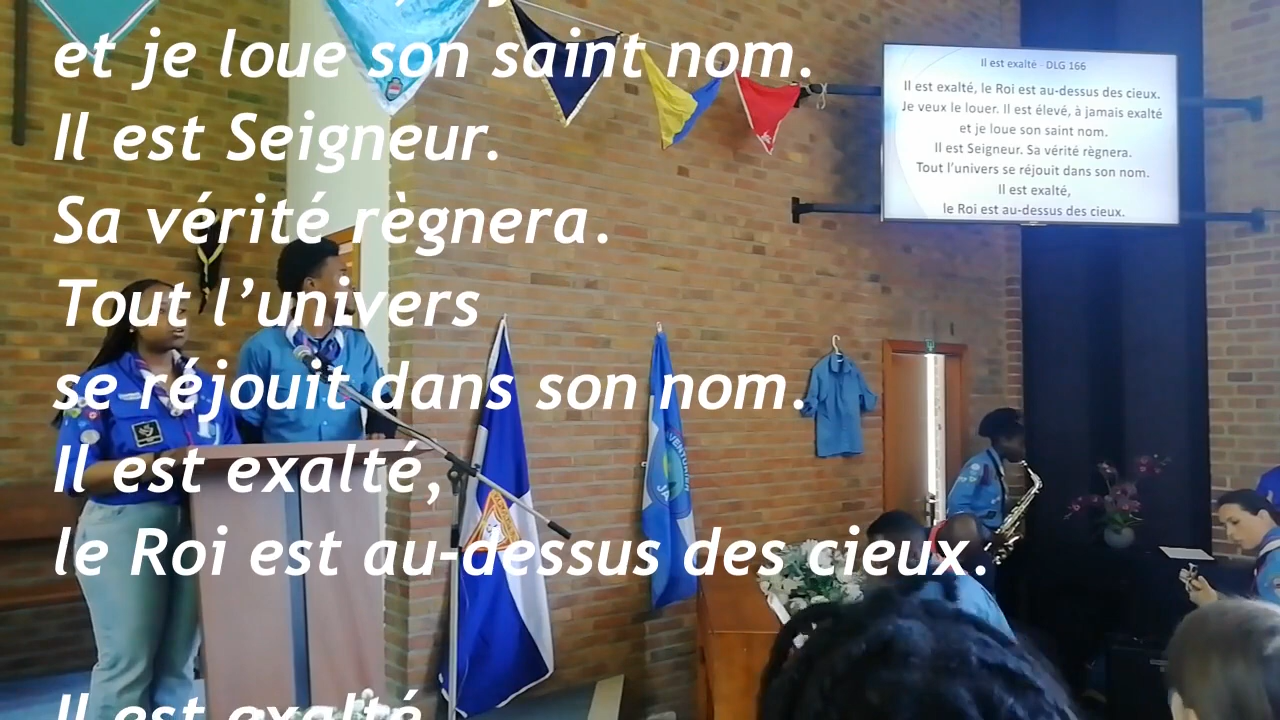 et je loue son saint nom.
Il est Seigneur.
Sa vérité règnera.
Tout l’univers
se réjouit dans son nom.
Il est exalté,
le Roi est au-dessus des cieux.
Il est exalté
Il est exalté - DLG 166
Il est exalté, le Roi est au-dessus des cieux.
Je veux le louer. Il est élevé, à jamais exalté
et je loue son saint nom.
Il est Seigneur. Sa vérité règnera.
Tout l’univers se réjouit dans son nom.
Il est exalté,
le Roi est au-dessus des cieux.